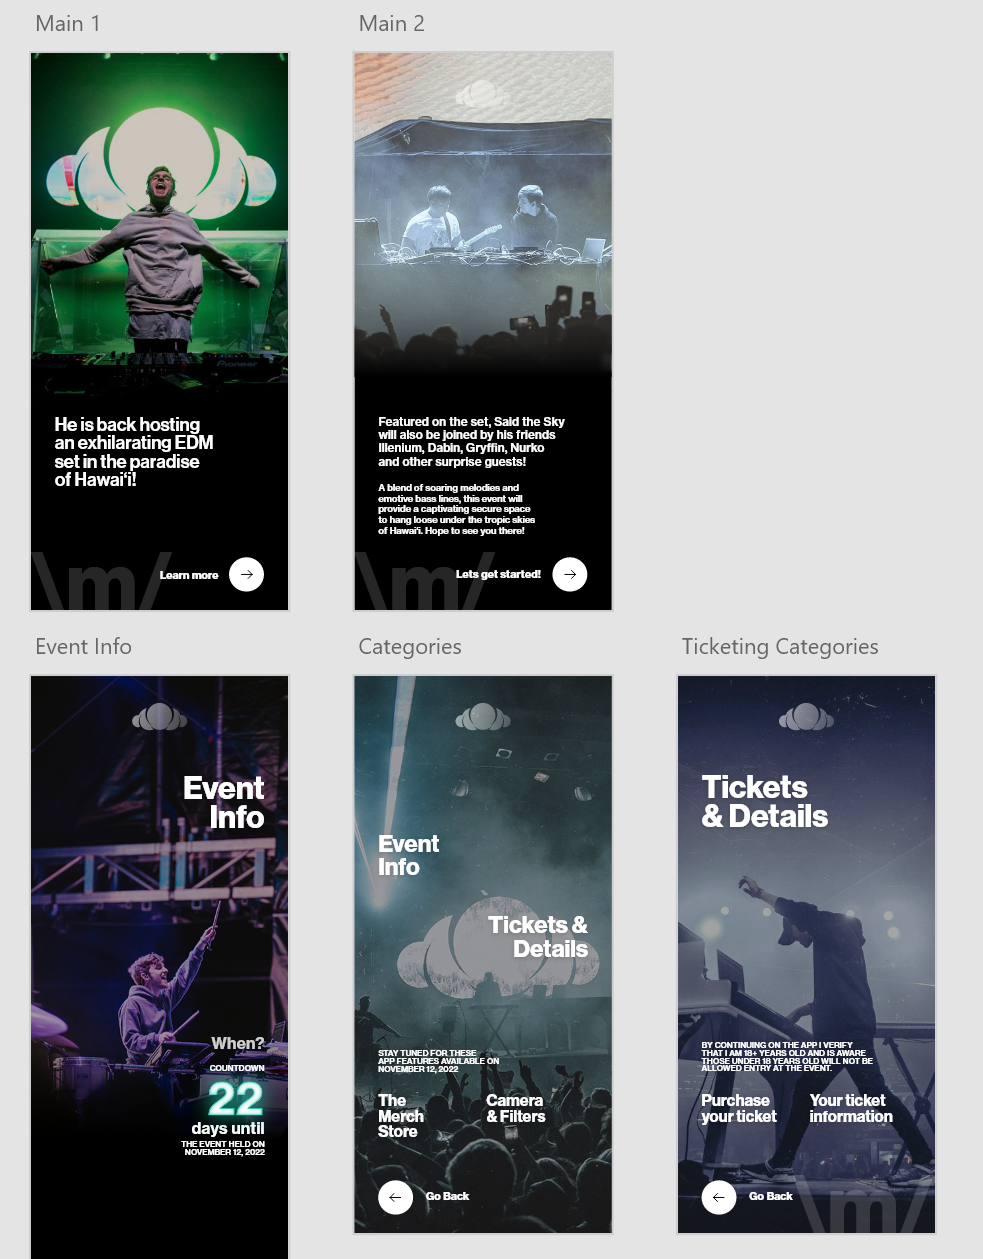 Main 1
Main 2
Pioneer
He is back hosting
an exhilarating EDM
set in the paradise
of Hawai'i!
\m/
Learn more
Featured on the set, Said the Sky
will also be joined by his friends
Illenium, Dabin, Gryffin, Nurko
and other surprise guests!
A blend of soaring melodies and
emotive bass lines, this event will
provide a captivating secure space
to hang loose under the tropic skies
of Hawai'i. Hope to see you there!
\m/
Lets get started!
Event Info
Categories
Ticketing Categories
Event
Info
When?
COUNTDOWN
22
days until
THE EVENT HELD ON
NOVEMBER 12, 2022
Event
Info
Tickets &
Details
STAY TUNED FOR THESE
APP FEATURES AVAILABLE ON
NOVEMBER 12, 2022
The
Merch
Store
Camera
& Filters
Go Back
Tickets
& Details
BY CONTINUING ON THE APP I VERIFY
THAT I AM 18+ YEARS OLD AND IS AWARE
THOSE UNDER 18 YEARS OLD WILL NOT BE
ALLOWED ENTRY AT THE EVENT.
Purchase
your ticket
Your ticket
information
Go Back
\m/